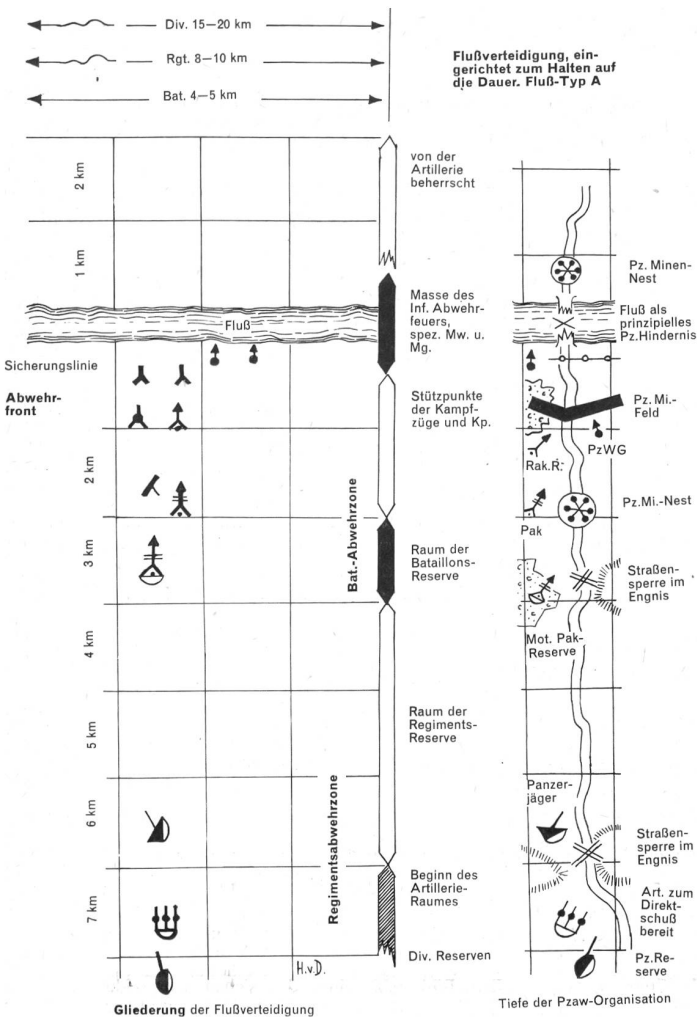 Div. 15—20 km
Rgt. 8—10 km
Bat. 4—5 km
Flußverteidigung, ein-
gerichtet zum Halten auf
die Dauer. Fluß-Typ A
2 km
1 km
Fluß
Sicherungslinie
Abwehr-
front
2 km
3 km
4 km
5 km
6 km
7 km
Bat.-Abwehrzone
Regimentsabwehrzone
von der
Artillerie
beherrscht
Masse des
Inf. Abwehr-
feuers,
spez. Mw. u.
Mg.
Stützpunkte
der Kampf-
züge und Kp.
Raum der
Bataillons-
Reserve
Raum der
Regiments-
Reserve
Beginn des
Artillerie-
Raumes
Div. Reserven
H.v.D.
Gliederung der Flußverteidigung
Pz. Minen-
Nest
Fluß als
prinzipielles
Pz.Hindernis
Pz. Mi.-
Feld
PzWG
Rak.R.
Pz.Mi.-Nest
Pak
Straßen-
sperre im
Engnis
Mot. Pak-
Reserve
Panzer-
jäger
Straßen-
sperre im
Engnis
Art. zum
Direkt-
schuß
bereit
Pz.Re-
serve
Tiefe der Pzaw-Organisation